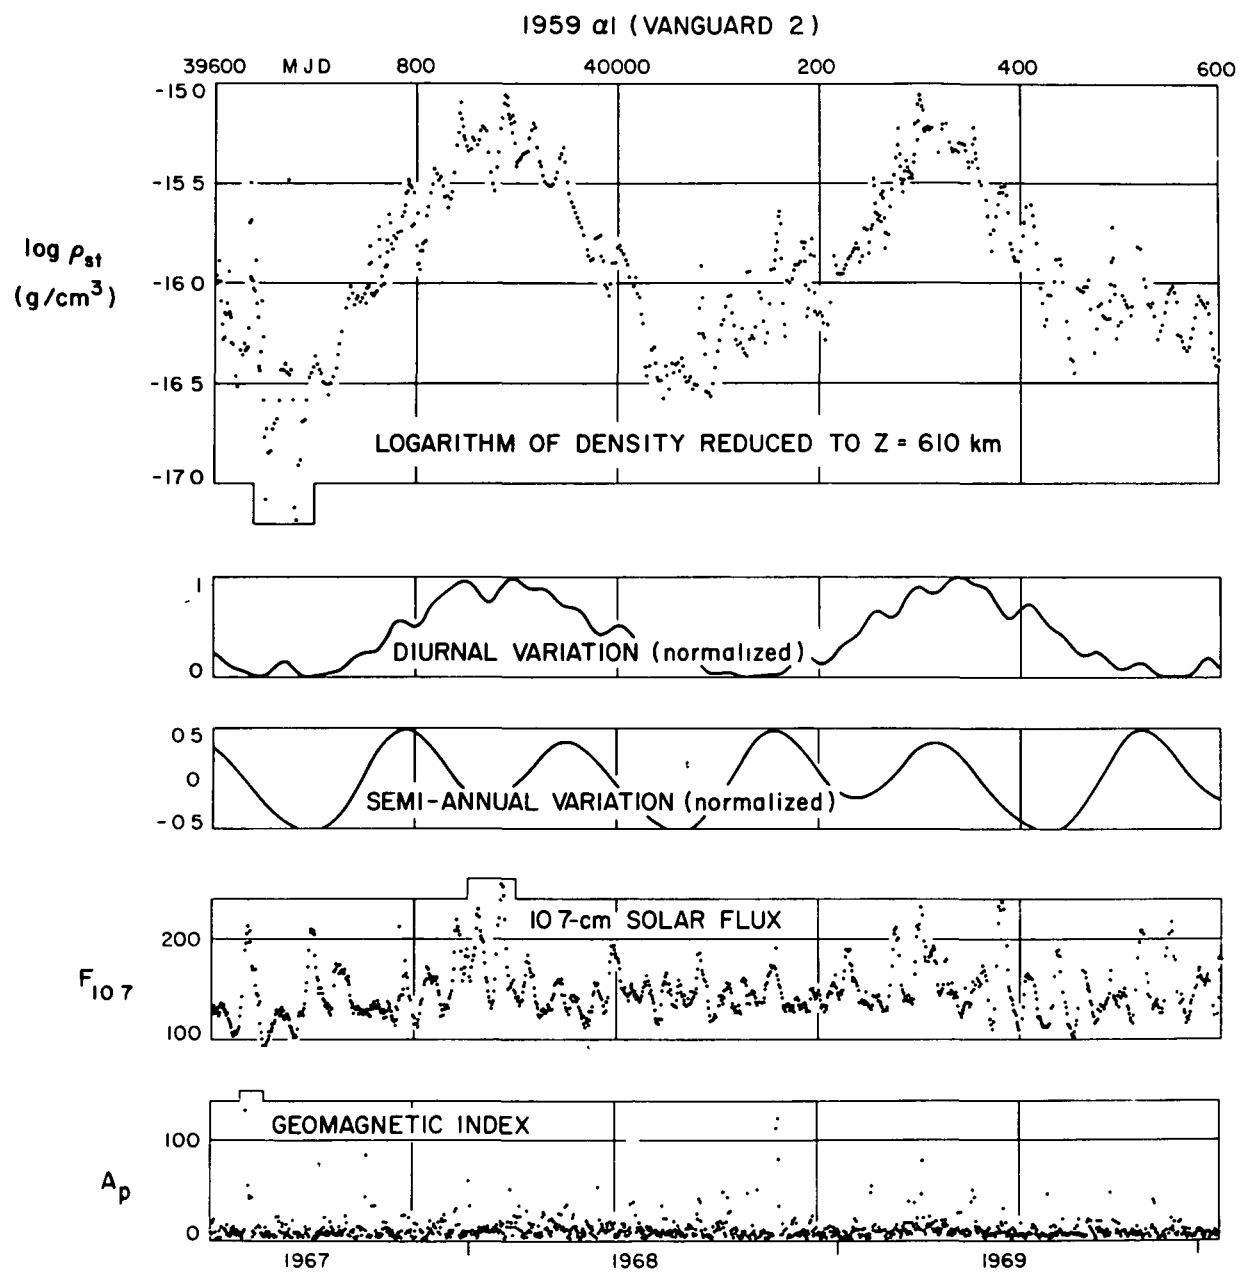 1959 α1 (VANGUARD 2)
39600 MJD 800 40000 200 400 600
-15 0
-15 5
log ρst
(g/cm³)
-16 0
-16 5
LOGARITHM OF DENSITY REDUCED TO Z = 610 km
-17 0
1
DIURNAL VARIATION (normalized)
0
0 5
0
SEMI-ANNUAL VARIATION (normalized)
-0 5
10 7-cm SOLAR FLUX
200
F10 7
100
GEOMAGNETIC INDEX
100
Ap
0
1967 1968 1969